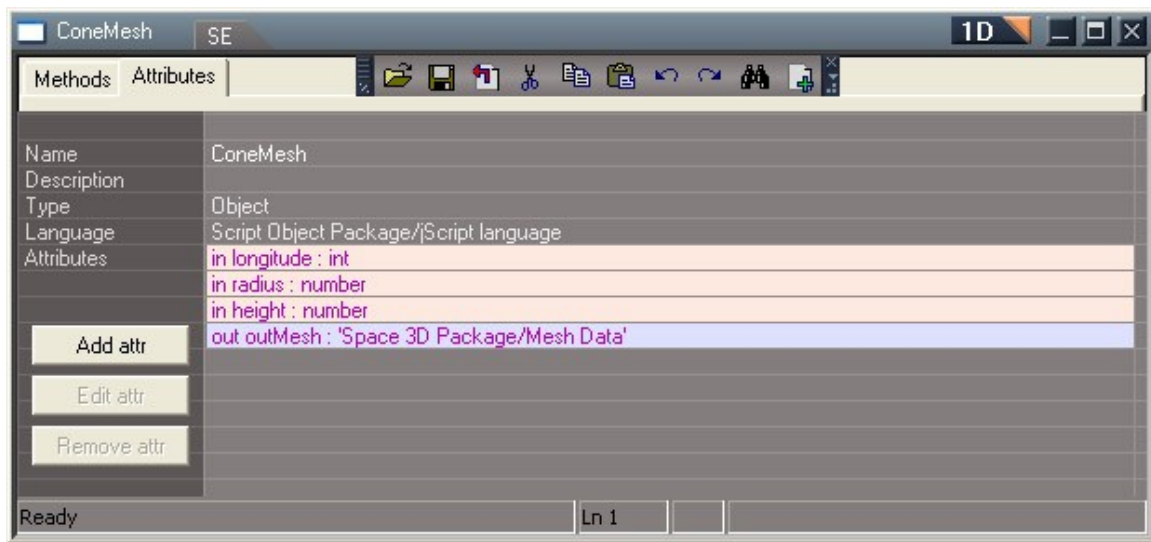 ConeMesh SE 1D
Methods Attributes
Name ConeMesh
Description
Type Object
Language Script Object Package/jScript language
Attributes in longitude : int
in radius : number
in height : number
Add attr out outMesh : 'Space 3D Package/Mesh Data'
Edit attr
Remove attr
Ready Ln 1